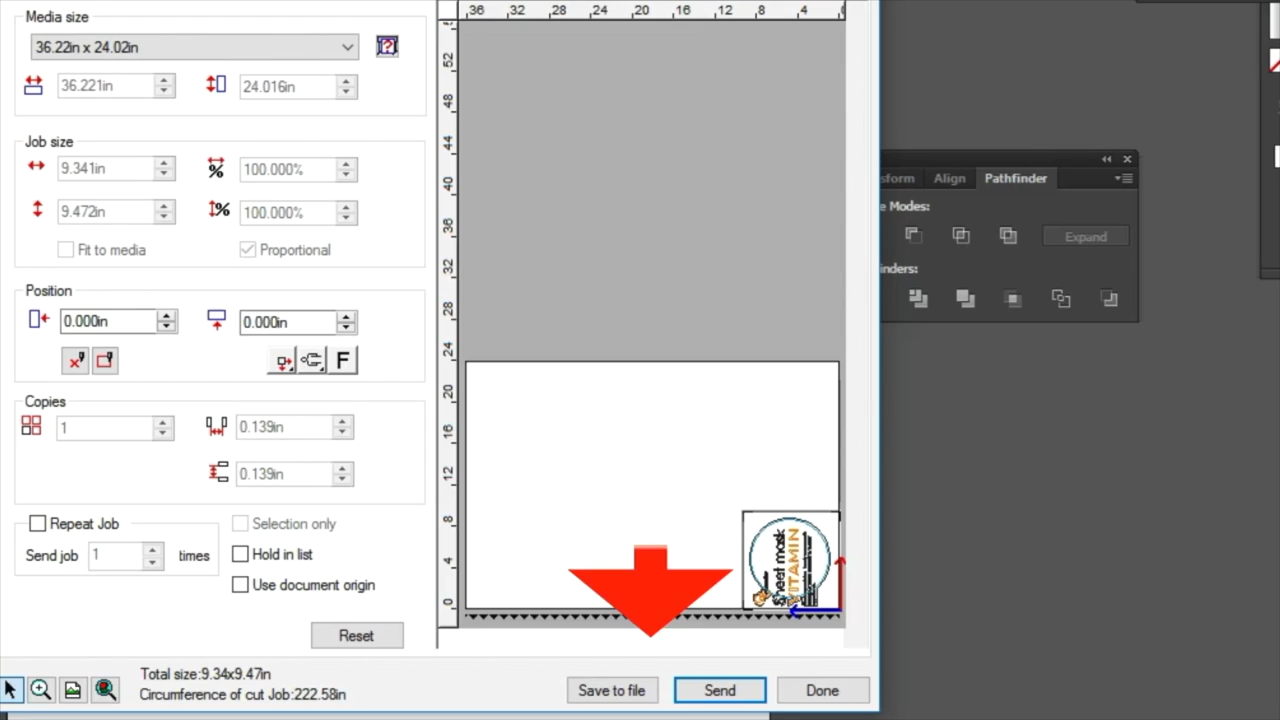 Media size
36.22in x 24.02in
36.221in
24.016in
Job size
9.341in
100.000%
9.472in
100.000%
Fit to media
Proportional
Position
0.000in
0.000in
F
Copies
1
0.139in
0.139in
Repeat Job
Selection only
Send job
1
times
Hold in list
Use document origin
Reset
Total size:9.34x9.47in
Circumference of cut Job:222.58in
Save to file
Send
Done
36
32
28
24
20
16
12
8
4
52
48
44
40
36
32
28
24
20
16
12
8
4
0
Sheet mask
VITAMIN
sform
Align
Pathfinder
e Modes:
Expand
inders: